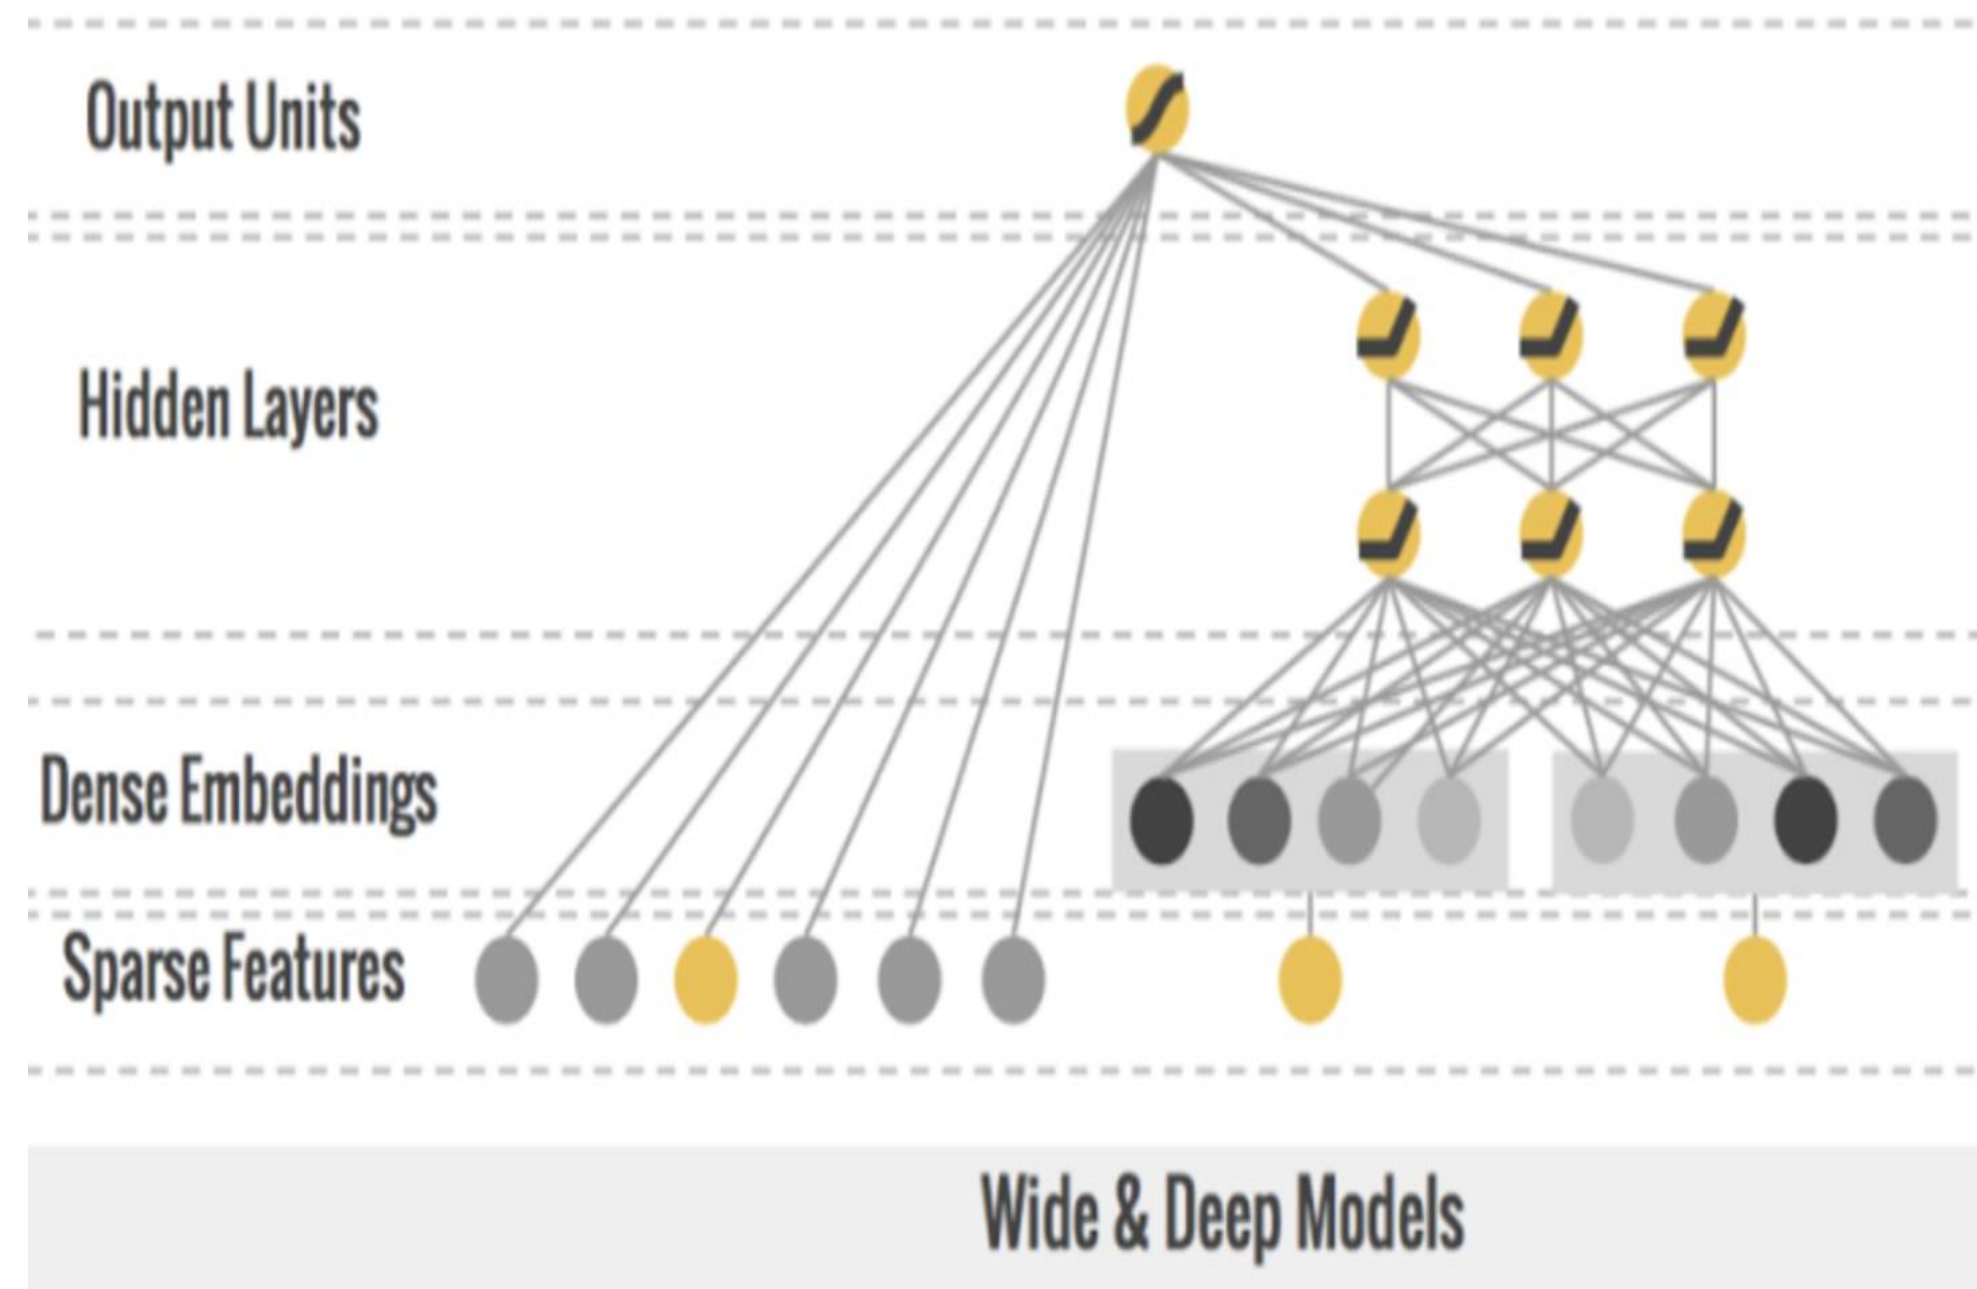 Output Units
Hidden Layers
Dense Embeddings
Sparse Features
Wide & Deep Models